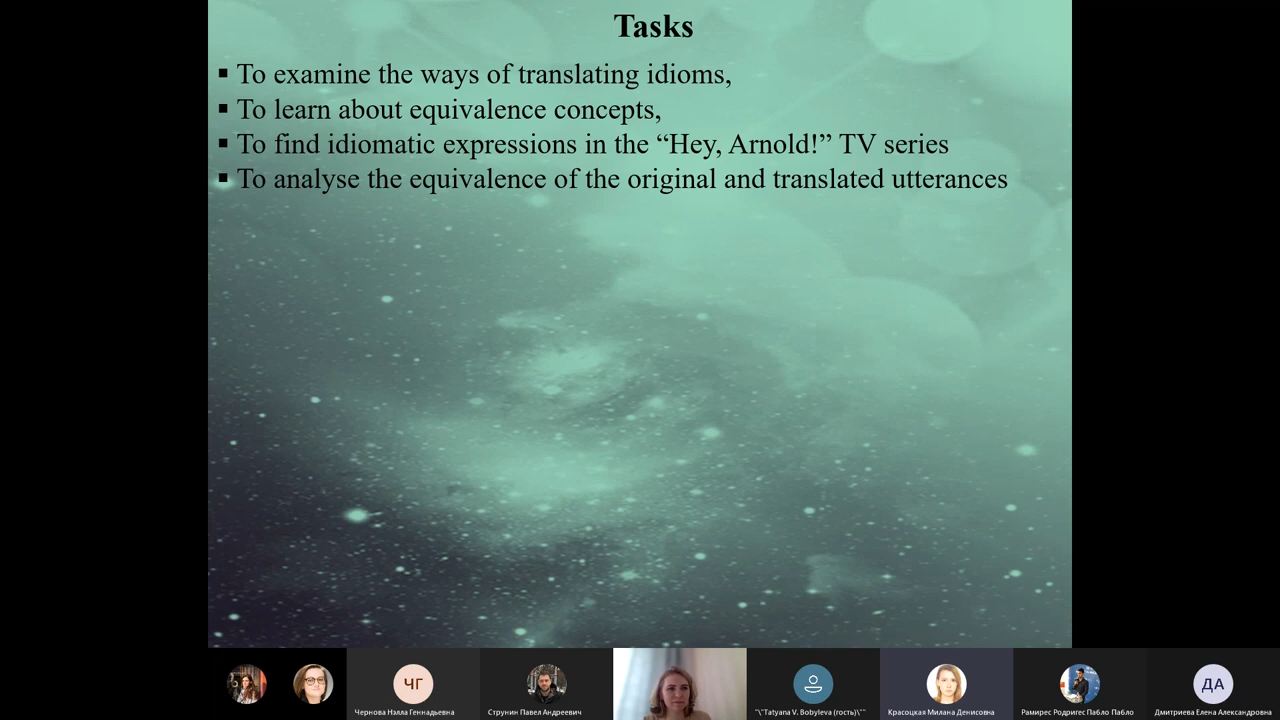 Tasks
▪ To examine the ways of translating idioms,
▪ To learn about equivalence concepts,
▪ To find idiomatic expressions in the “Hey, Arnold!” TV series
▪ To analyse the equivalence of the original and translated utterances
ЧГ
ДА
Чернова Нэлла Геннадьевна
Струнин Павел Андреевич
"\"Tatyana V. Bobyleva (гость)\""
Красоцкая Милана Денисовна
Рамирес Родригес Пабло Пабло
Дмитриева Елена Александровна